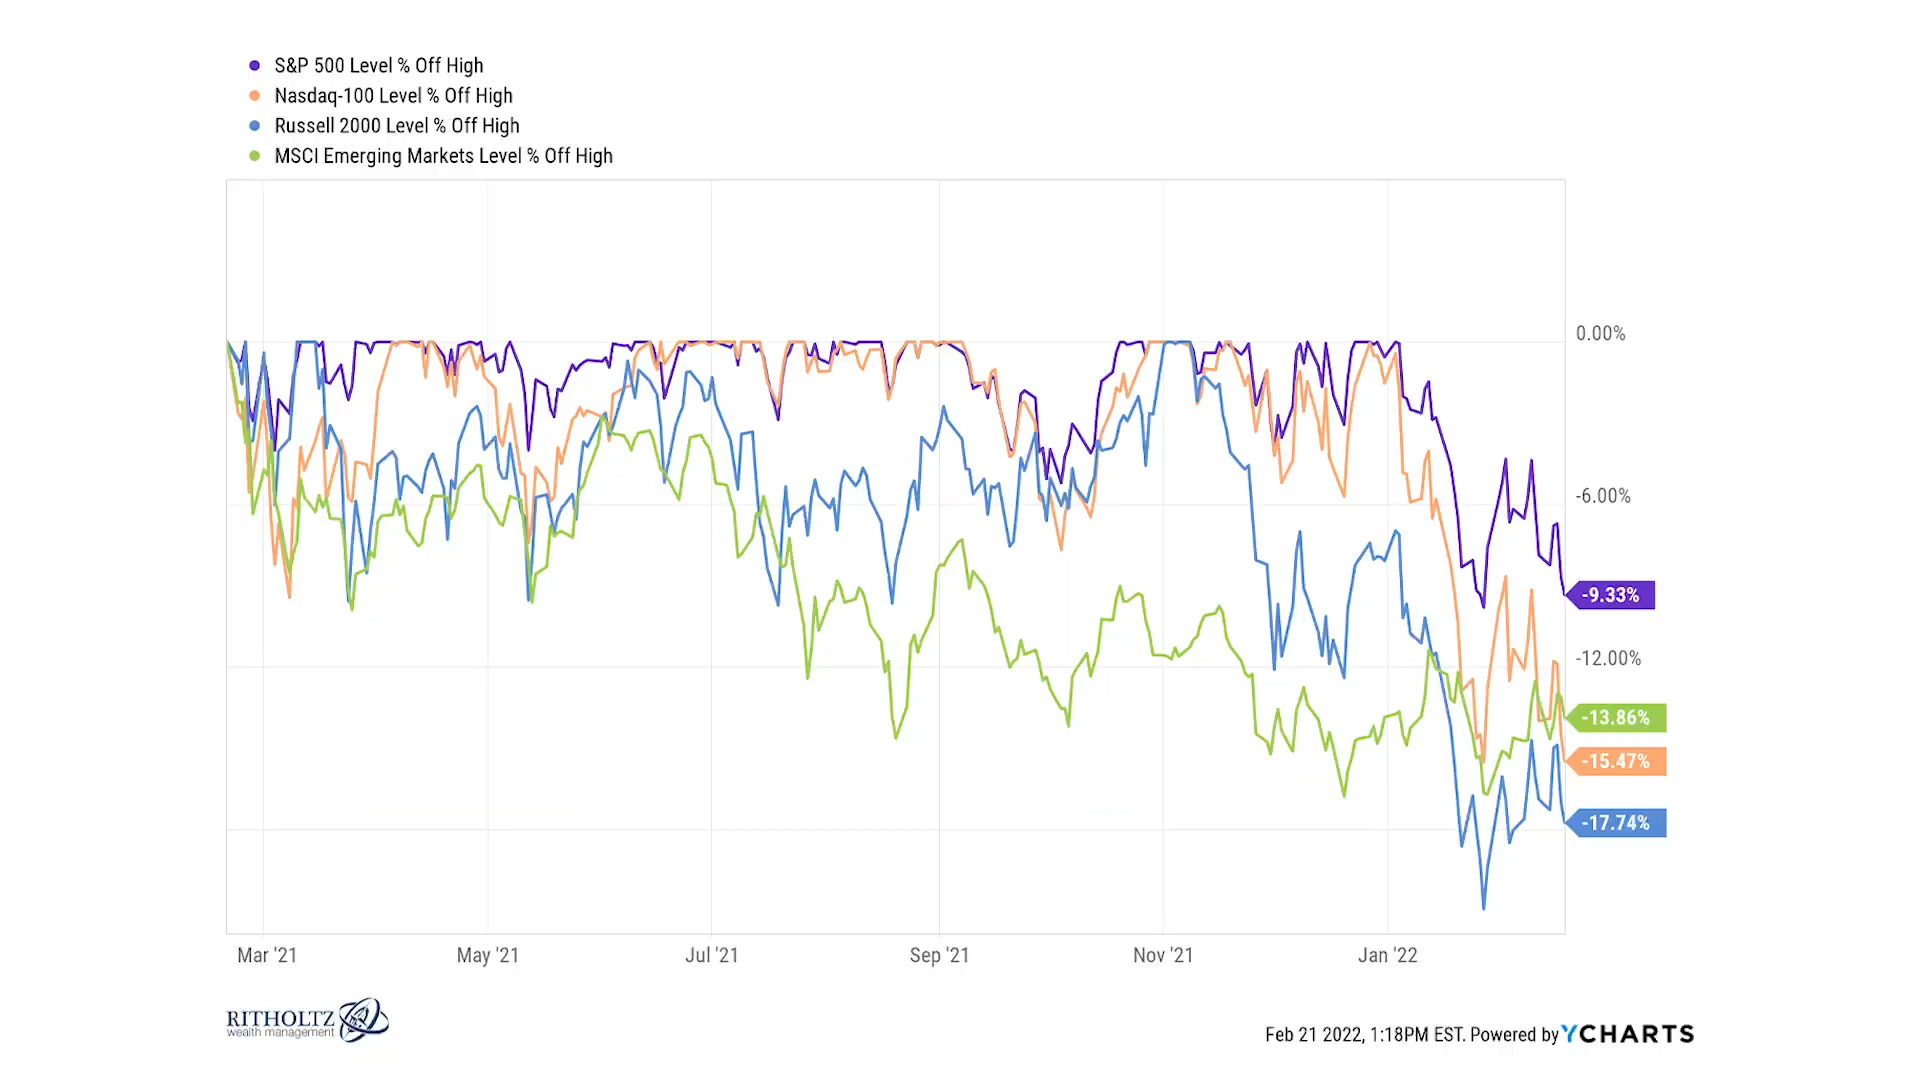 S&P 500 Level % Off High
Nasdaq-100 Level % Off High
Russell 2000 Level % Off High
MSCI Emerging Markets Level % Off High
0.00%
-6.00%
-9.33%
-12.00%
-13.86%
-15.47%
-17.74%
Mar '21 May '21 Jul '21 Sep '21 Nov '21 Jan '22
RITHOLTZ
wealth management
Feb 21 2022, 1:18PM EST. Powered by YCHARTS